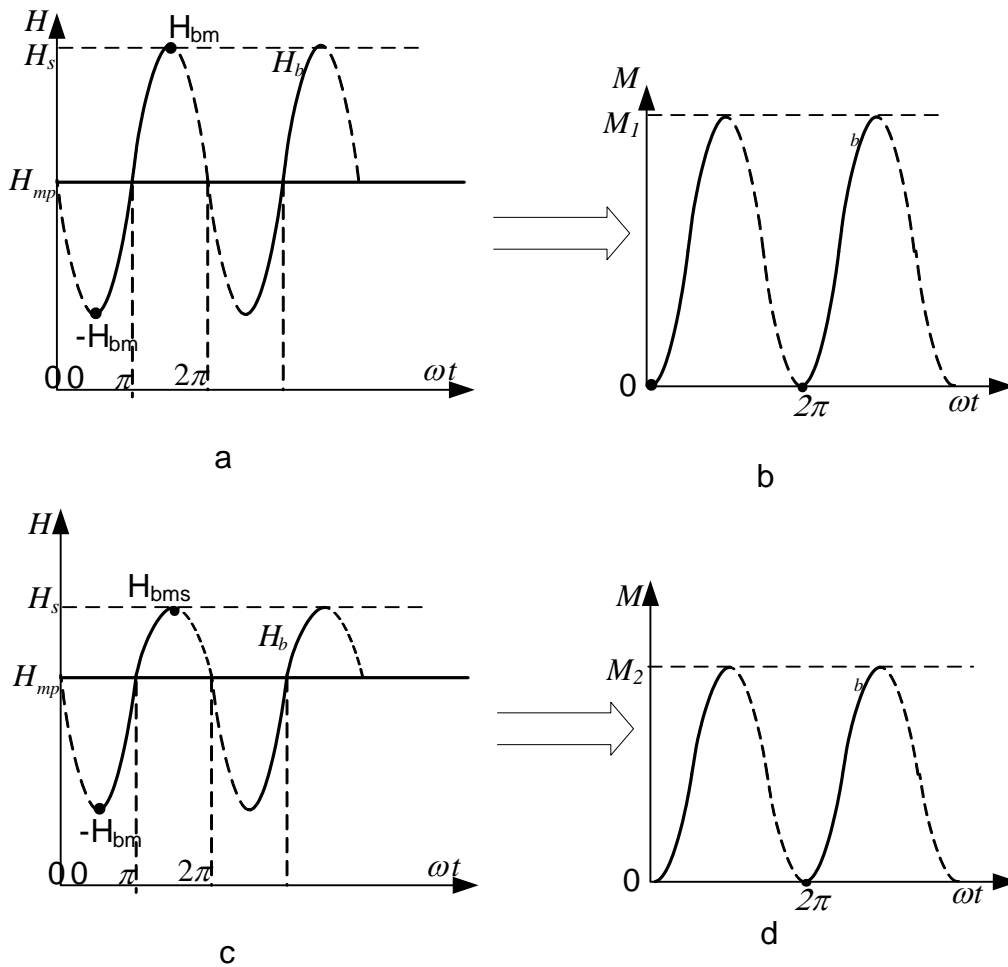 H
H_bm
H_s
H_b
H_mp
-H_bm
0 0 π 2π ωt
a
M
M_1
b
0
2π
ωt
b
H
H_bms
H_s
H_b
H_mp
-H_bm
0 0 π 2π ωt
c
M
M_2
b
0
2π
ωt
d